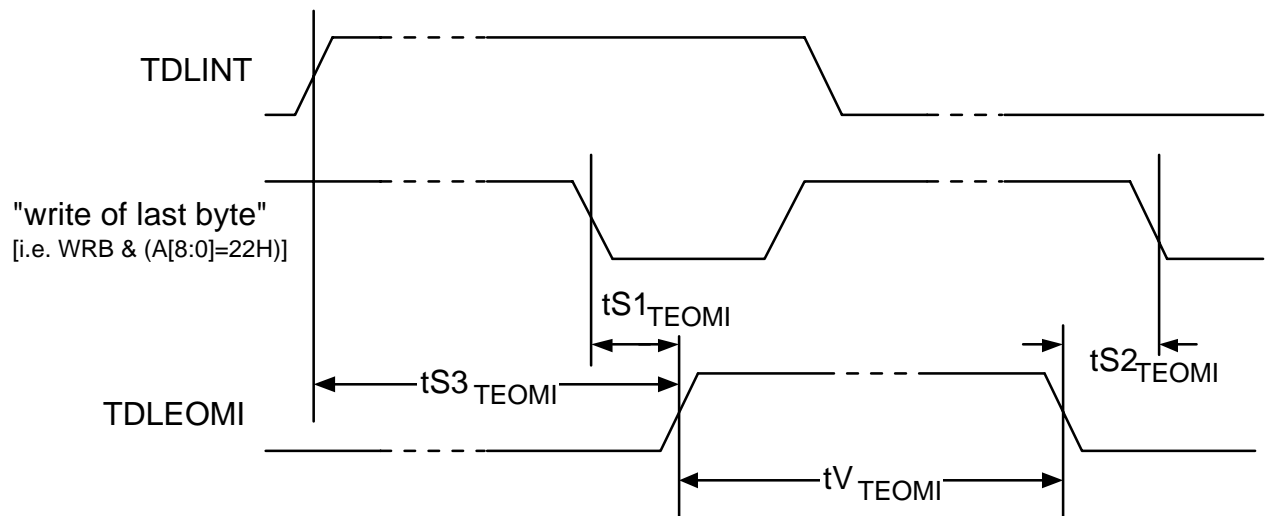 TDLINT
"write of last byte"
[i.e. WRB & (A[8:0]=22H)]
tS1TEOMI
tS2TEOMI
tS3 TEOMI
TDLEOMI
tV TEOMI